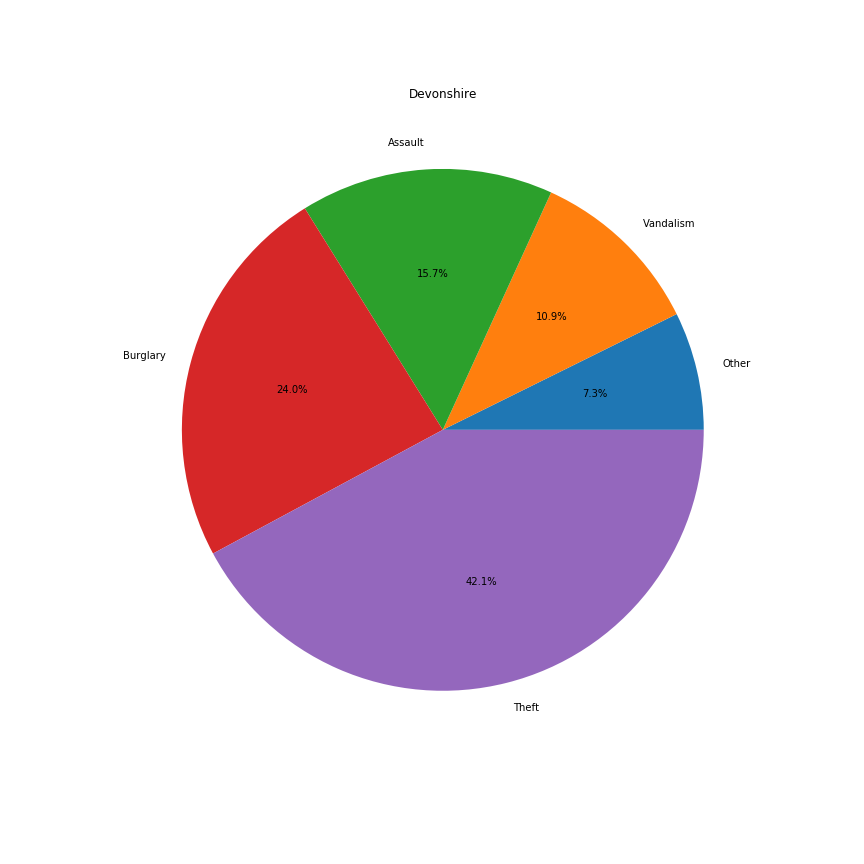 Devonshire
Assault
Vandalism
15.7%
10.9%
Burglary
Other
24.0%
7.3%
42.1%
Theft